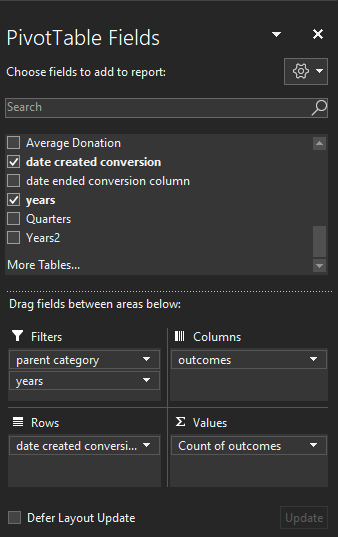 PivotTable Fields
Choose fields to add to report:
Search
Average Donation
date created conversion
date ended conversion column
years
Quarters
Years2
More Tables...
Drag fields between areas below:
Filters
parent category
years
Columns
outcomes
Rows
date created conversi...
Σ Values
Count of outcomes
Defer Layout Update
Update